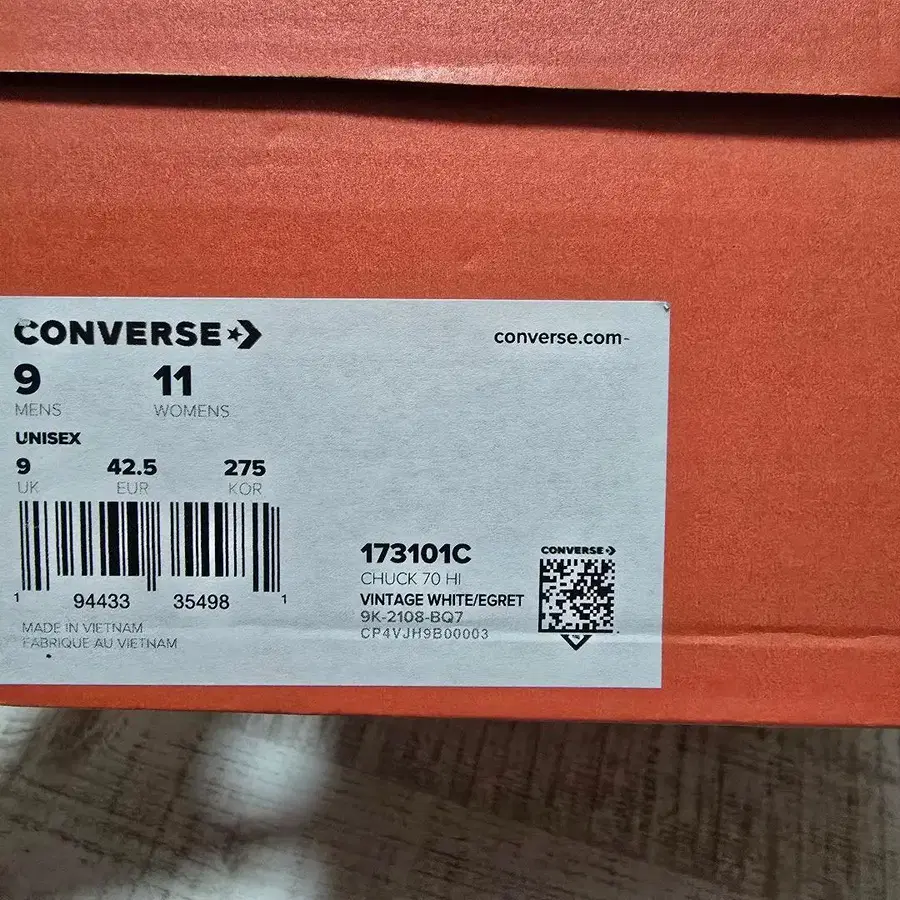 CONVERSE
converse.com
9 11
MENS WOMENS
UNISEX
9 42.5 275
UK EUR KOR
1 94433 35498 1
MADE IN VIETNAM
FABRIQUE AU VIETNAM
173101C
CHUCK 70 HI
VINTAGE WHITE/EGRET
9K-2108-BQ7
CP4VJH9B00003
CONVERSE